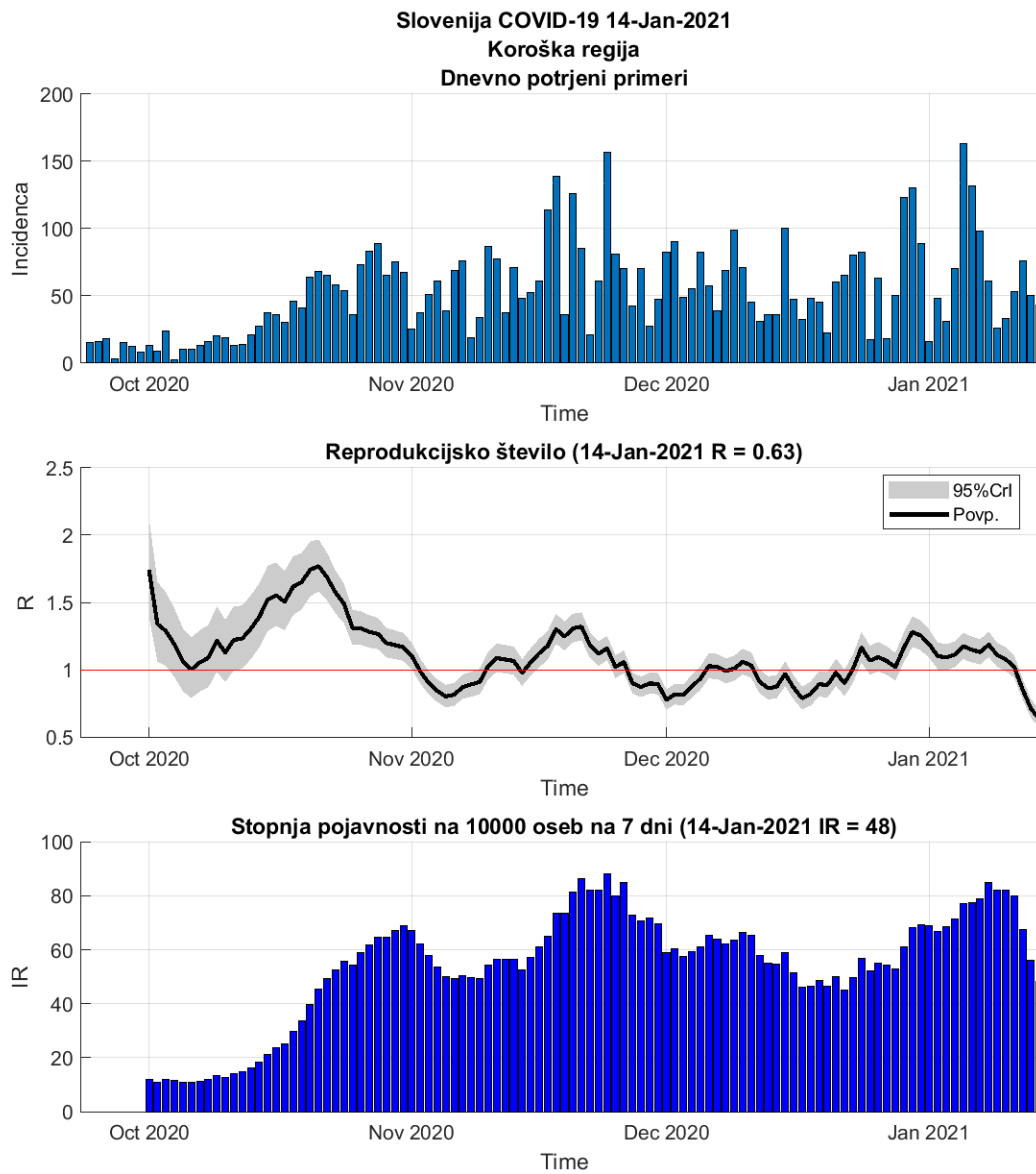 Slovenija COVID-19 14-Jan-2021
Koroška regija
Dnevno potrjeni primeri
200
150
100
50
0
Incidenca
Oct 2020 Nov 2020 Dec 2020 Jan 2021
Time
Reprodukcijsko število (14-Jan-2021 R = 0.63)
2.5
2
1.5
1
0.5
R
95%CrI
Povp.
Oct 2020 Nov 2020 Dec 2020 Jan 2021
Time
Stopnja pojavnosti na 10000 oseb na 7 dni (14-Jan-2021 IR = 48)
100
80
60
40
20
0
IR
Oct 2020 Nov 2020 Dec 2020 Jan 2021
Time